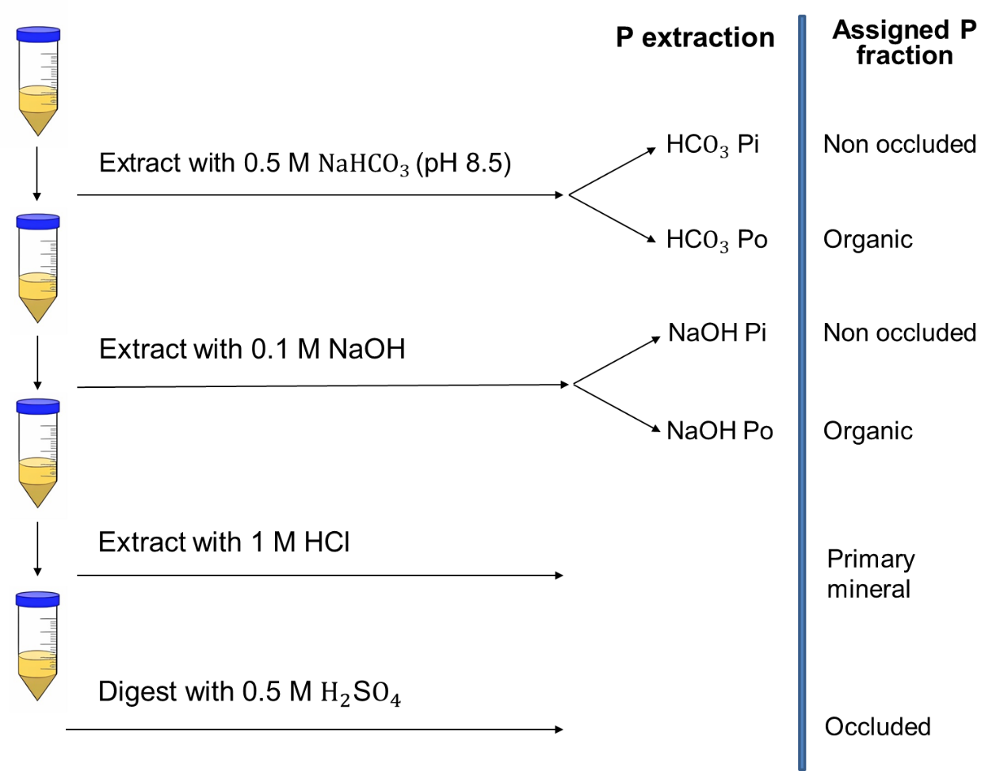 P extraction
Assigned P
fraction
Extract with 0.5 M NaHCO₃ (pH 8.5)
HCO₃ Pi
Non occluded
HCO₃ Po
Organic
Extract with 0.1 M NaOH
NaOH Pi
Non occluded
NaOH Po
Organic
Extract with 1 M HCl
Primary
mineral
Digest with 0.5 M H₂SO₄
Occluded